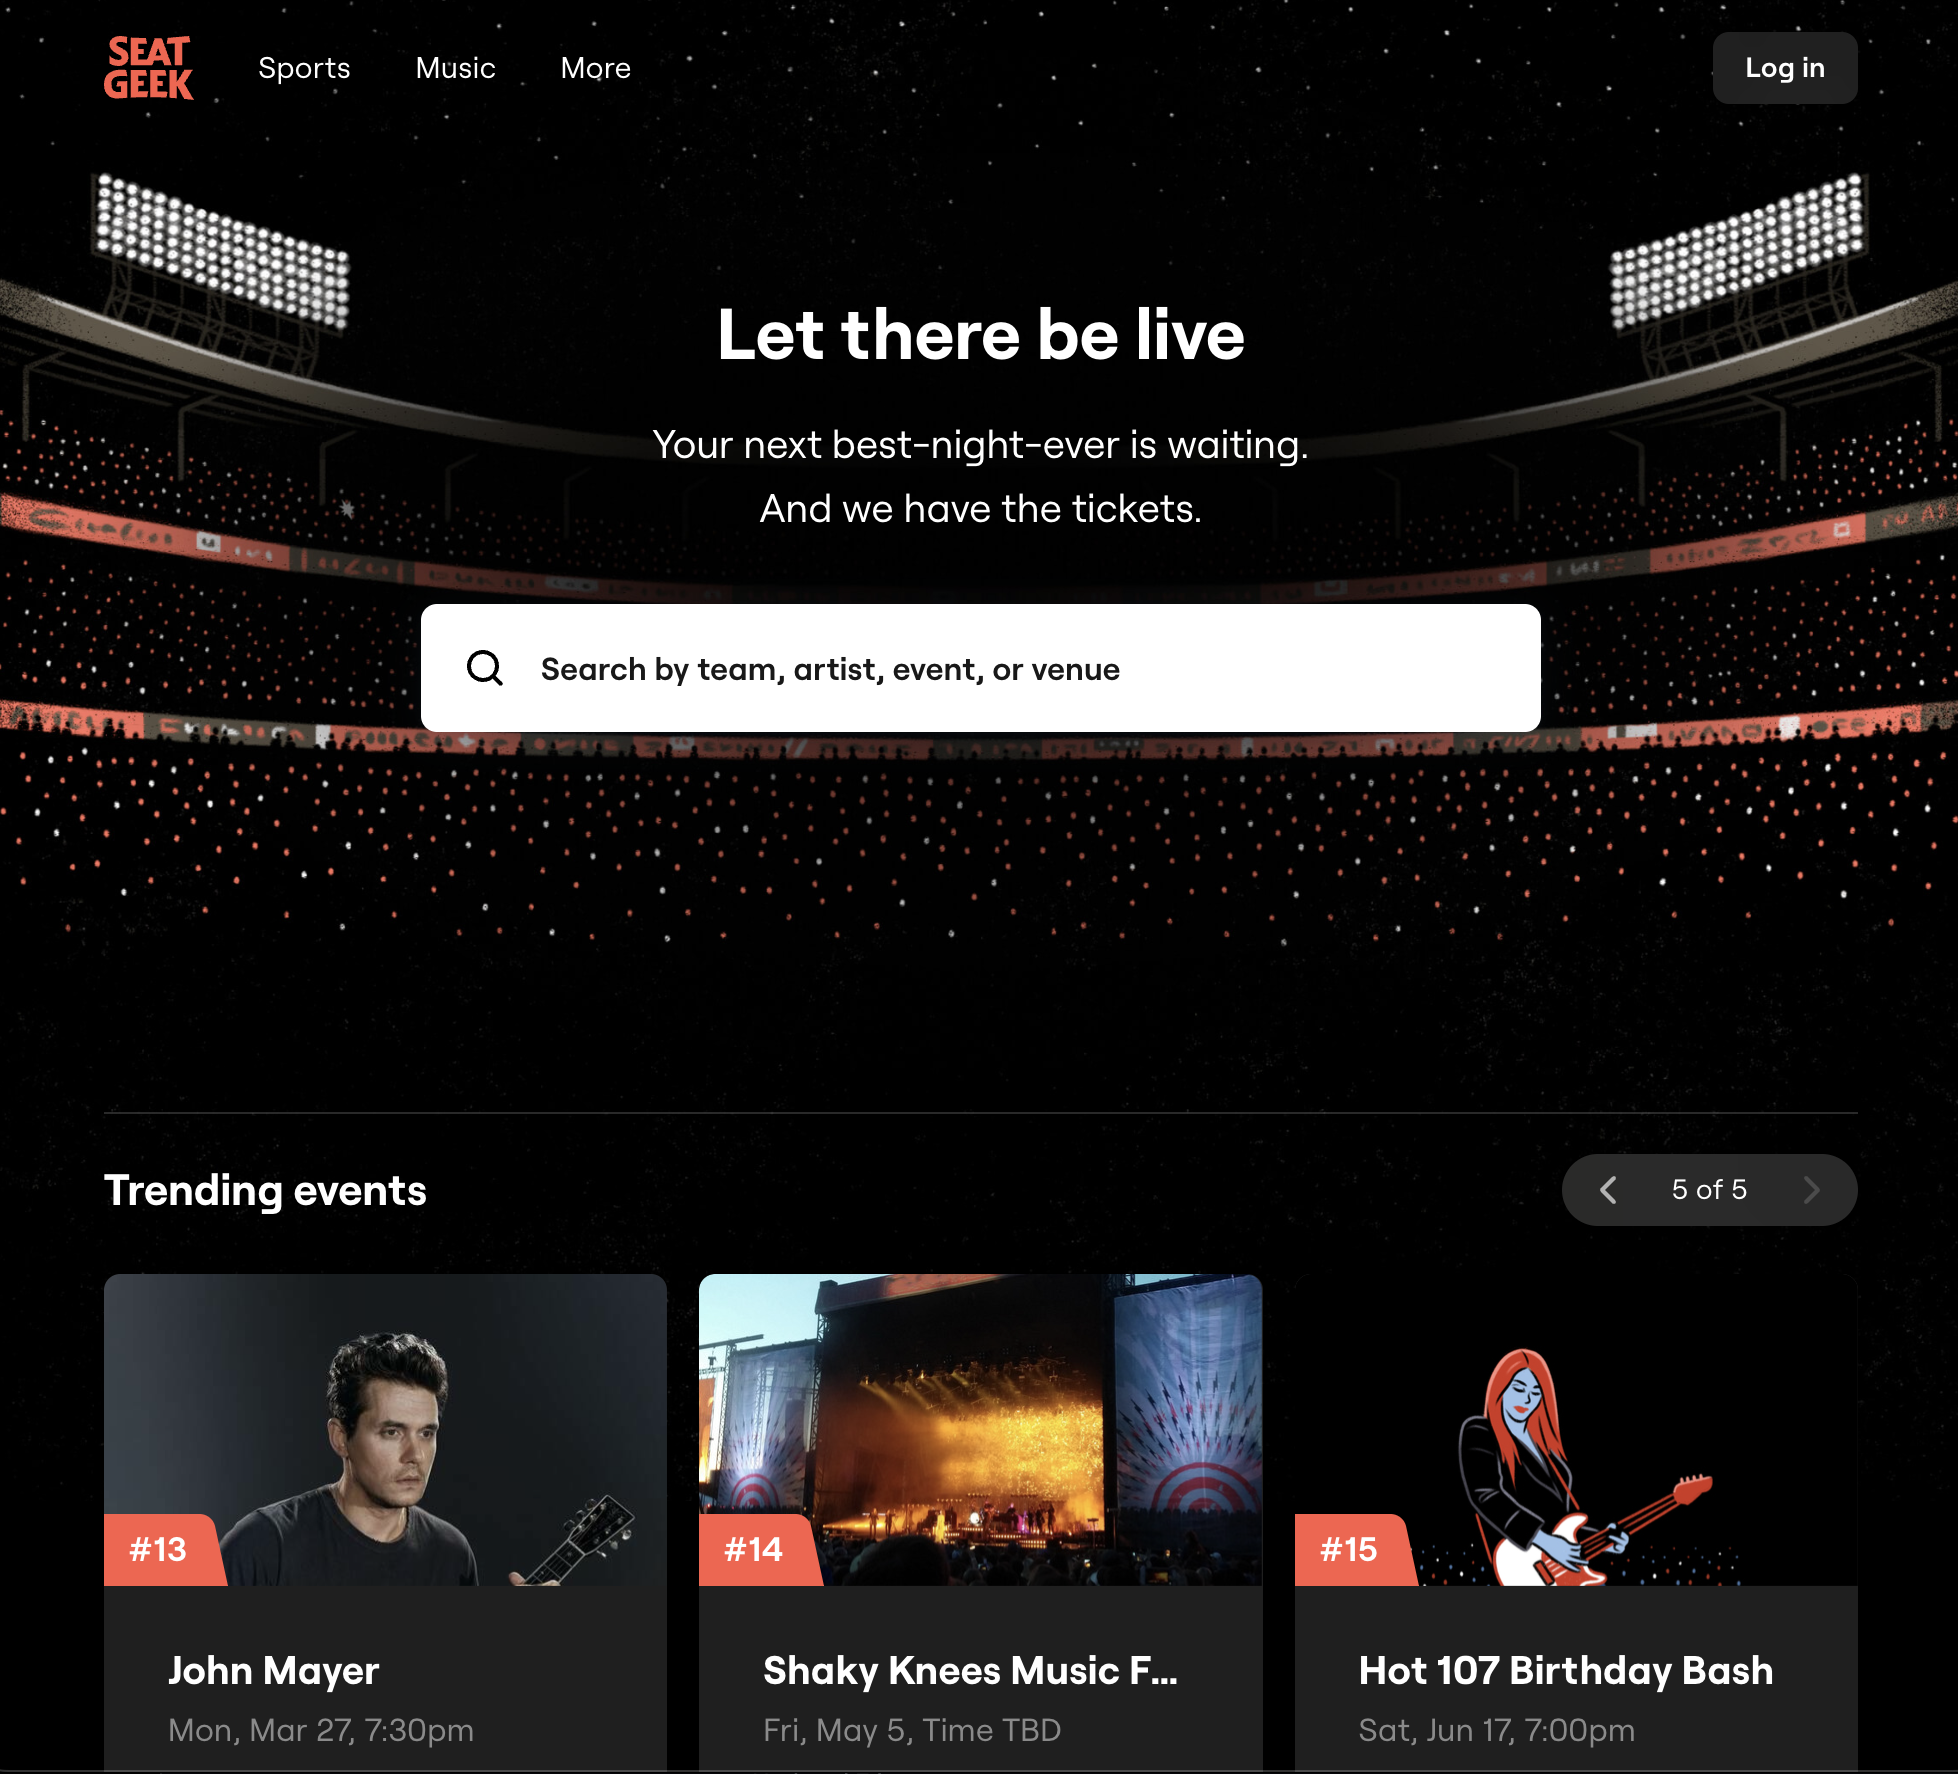 SEAT
GEEK
Sports
Music
More
Log in
Let there be live
Your next best-night-ever is waiting.
And we have the tickets.
Search by team, artist, event, or venue
Trending events
5 of 5
#13
#14
#15
John Mayer
Shaky Knees Music F...
Hot 107 Birthday Bash
Mon, Mar 27, 7:30pm
Fri, May 5, Time TBD
Sat, Jun 17, 7:00pm